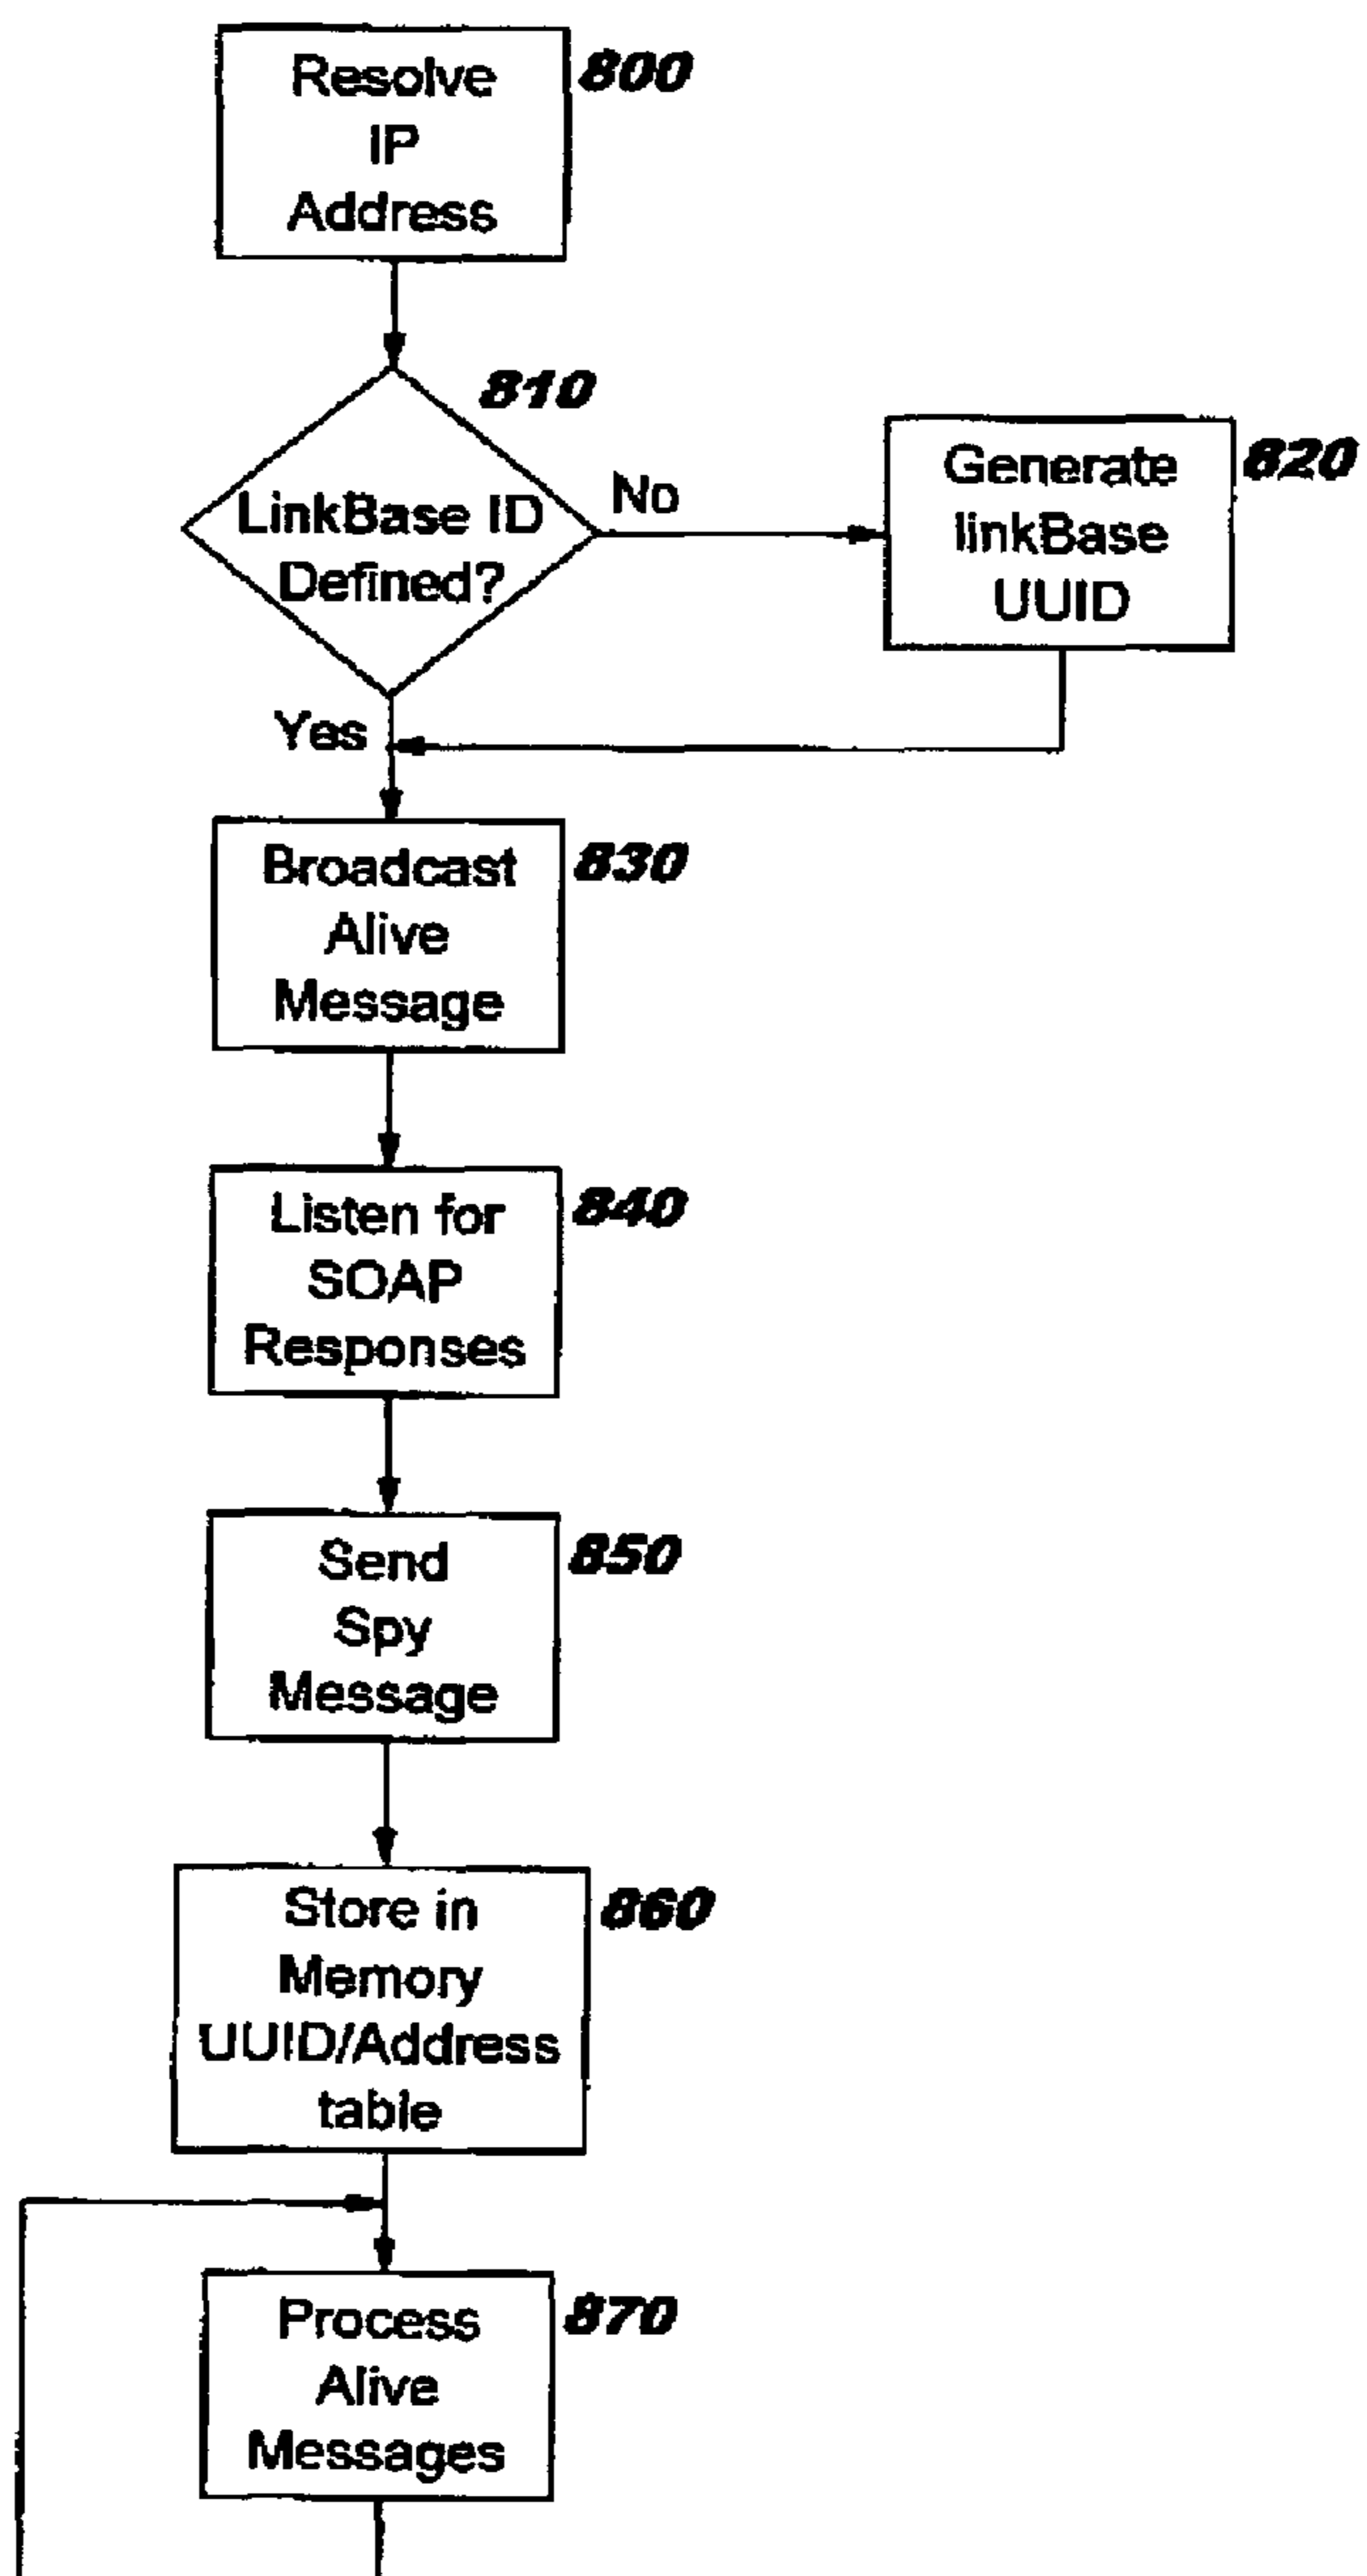 Resolve
IP
Address
800
810
LinkBase ID
Defined?
No
Generate
linkBase
UUID
820
Yes
Broadcast
Alive
Message
830
Listen for
SOAP
Responses
840
Send
Spy
Message
850
Store in
Memory
UUID/Address
table
860
Process
Alive
Messages
870